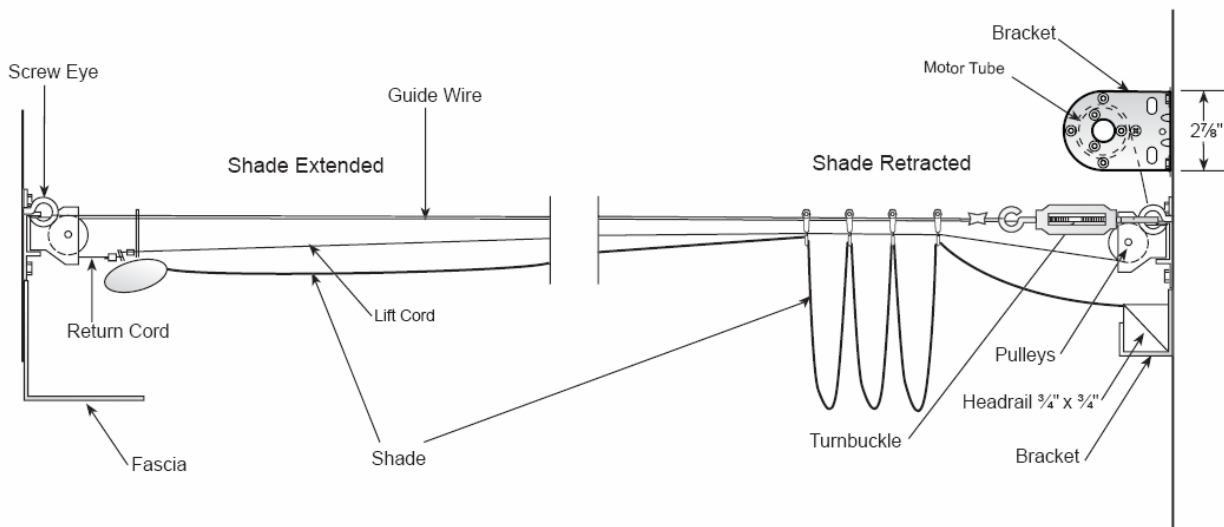 Bracket
Screw Eye
Motor Tube
Guide Wire
2⅞"
Shade Extended
Shade Retracted
Lift Cord
Return Cord
Pulleys
Headrail ¾" x ¾"
Turnbuckle
Shade
Bracket
Fascia